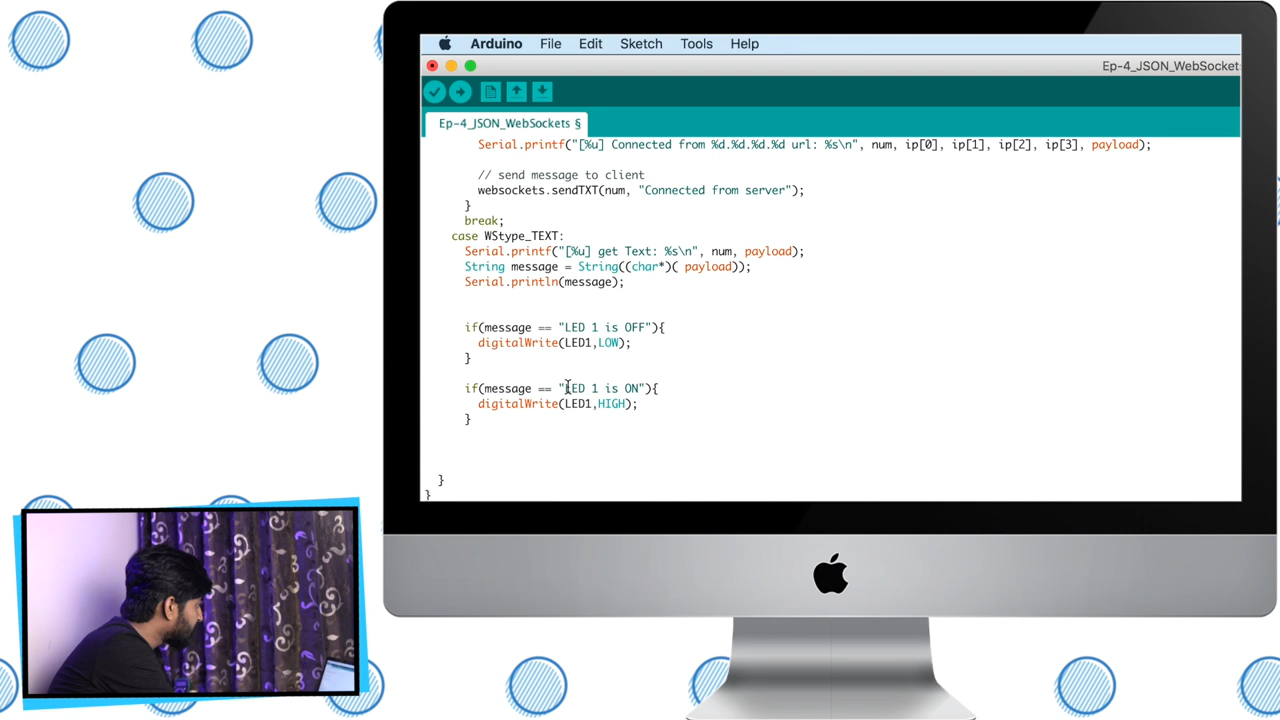 Arduino File Edit Sketch Tools Help
Ep-4_JSON_WebSockets
Ep-4_JSON_WebSockets §
Serial.printf("[%u] Connected from %d.%d.%d.%d url: %s\n", num, ip[0], ip[1], ip[2], ip[3], payload);
// send message to client
websockets.sendTXT(num, "Connected from server");
}
break;
case WStype_TEXT:
Serial.printf("[%u] get Text: %s\n", num, payload);
String message = String((char*)( payload));
Serial.println(message);
if(message == "LED 1 is OFF"){
digitalWrite(LED1,LOW);
}
if(message == "LED 1 is ON"){
digitalWrite(LED1,HIGH);
}
}
}